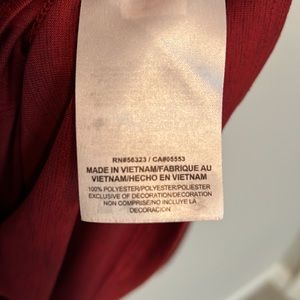 RN#56323 / CA#05553
MADE IN VIETNAM/FABRIQUE AU
VIETNAM/HECHO EN VIETNAM
100% POLYESTER/POLYESTER/POLIÉSTER
EXCLUSIVE OF DECORATION/DECORATION
NON COMPRISE/NO INCLUYE LA
DECORACION